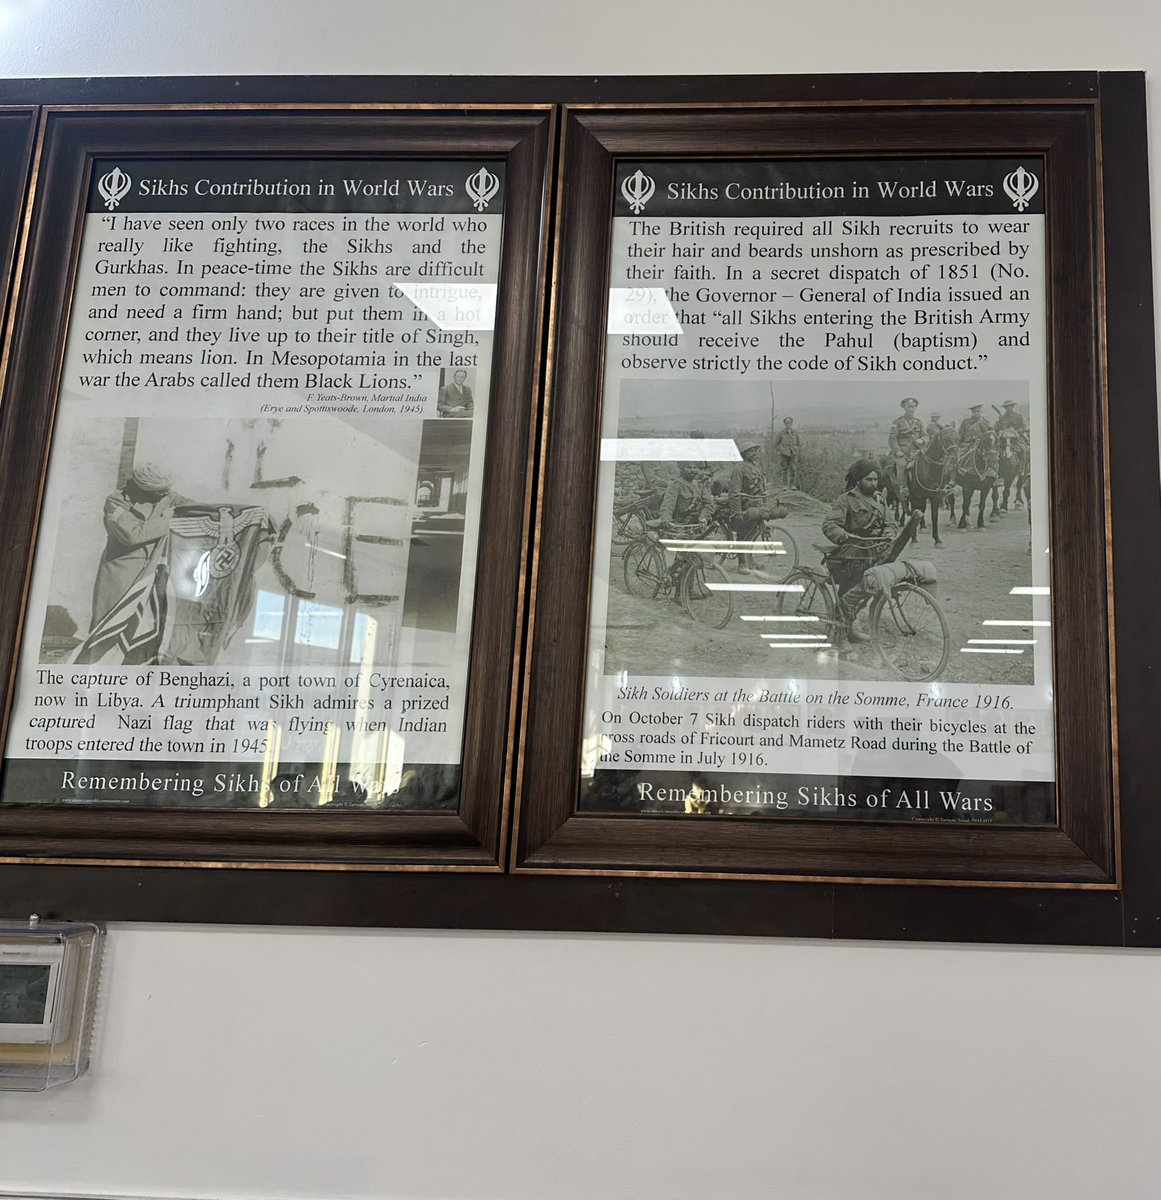 Sikhs Contribution in World Wars
“I have seen only two races in the world who
really like fighting, the Sikhs and the
Gurkhas. In peace-time the Sikhs are difficult
men to command: they are given to intrigue,
and need a firm hand; but put them in a hot
corner, and they live up to their title of Singh,
which means lion. In Mesopotamia in the last
war the Arabs called them Black Lions.”
F. Yeats-Brown, Martial India
(Erye and Spottiswoode, London, 1945)
The capture of Benghazi, a port town of Cyrenaica,
now in Libya. A triumphant Sikh admires a prized
captured Nazi flag that was flying when Indian
troops entered the town in 1945.
Remembering Sikhs of All Wars
Sikhs Contribution in World Wars
The British required all Sikh recruits to wear
their hair and beards unshorn as prescribed by
their faith. In a secret dispatch of 1851 (No.
29), the Governor – General of India issued an
order that “all Sikhs entering the British Army
should receive the Pahul (baptism) and
observe strictly the code of Sikh conduct.”
Sikh Soldiers at the Battle on the Somme, France 1916.
On October 7 Sikh dispatch riders with their bicycles at the
cross roads of Fricourt and Mametz Road during the Battle of
the Somme in July 1916.
Remembering Sikhs of All Wars